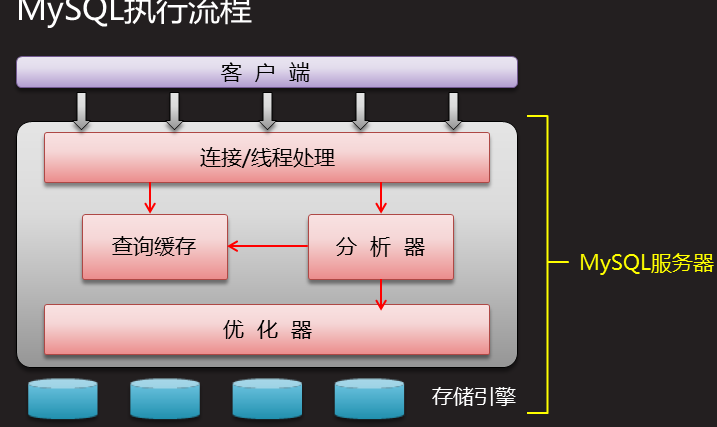 MySQL执行流程
客 户 端
连接/线程处理
查询缓存
分 析 器
MySQL服务器
优 化 器
存储引擎